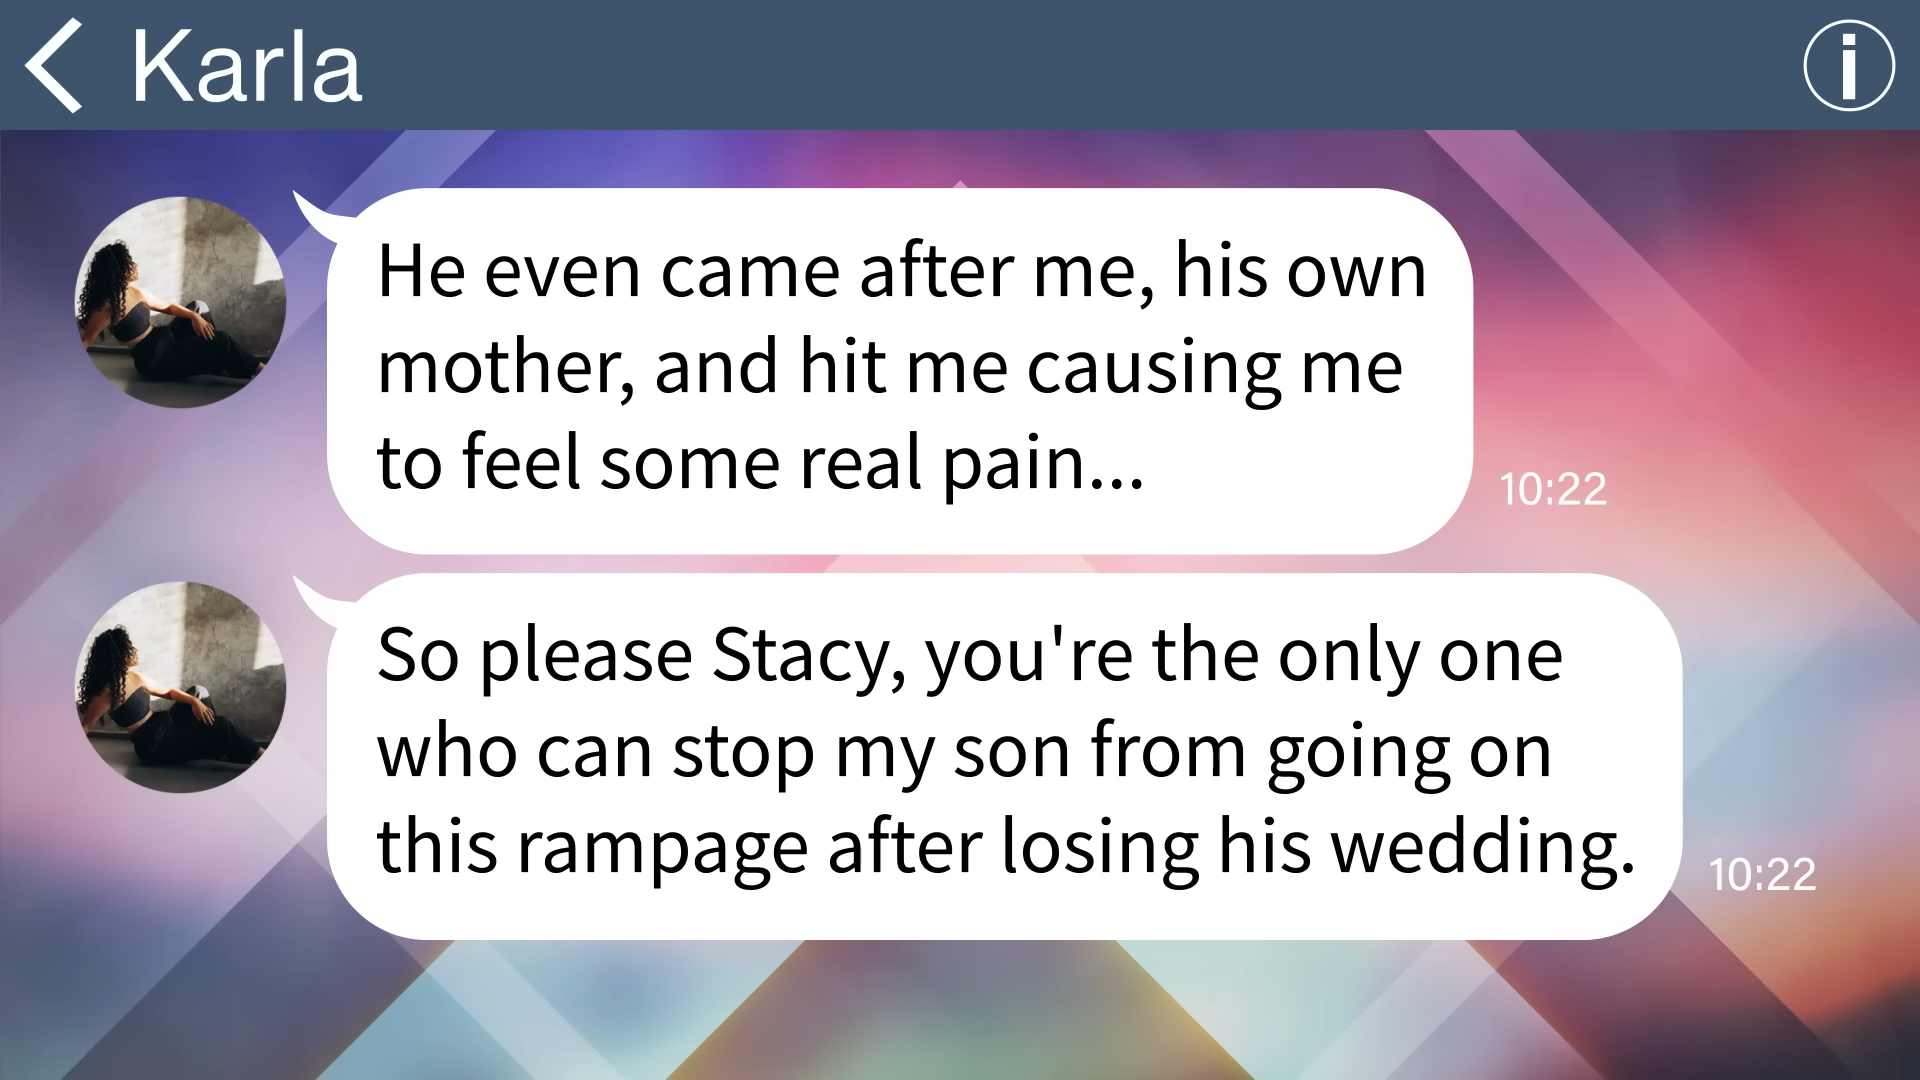 Karla
He even came after me, his own
mother, and hit me causing me
to feel some real pain...
10:22
So please Stacy, you're the only one
who can stop my son from going on
this rampage after losing his wedding.
10:22